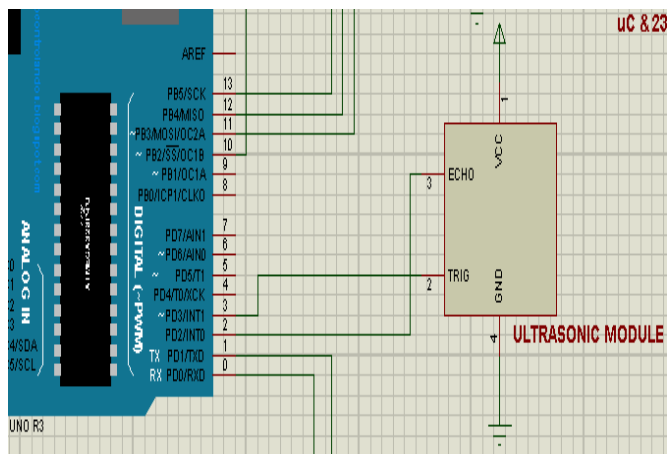 uC & 23
AREF
13
PB5/SCK
12
PB4/MISO
11
~PB3/MOSI/OC2A
10
~ PB2/SS/OC1B
9
~ PB1/OC1A
8
PB0/ICP1/CLKO
7
PD7/AIN1
6
~ PD6/AIN0
5
~ PD5/T1
4
PD4/T0/XCK
3
~ PD3/INT1
2
PD2/INT0
1
TX PD1/TXD
0
RX PD0/RXD
DIGITAL (~PWM)
ANALOG IN
4/SDA
5/SCL
UNO R3
1
VCC
3
ECHO
2
TRIG
GND
4
ULTRASONIC MODULE